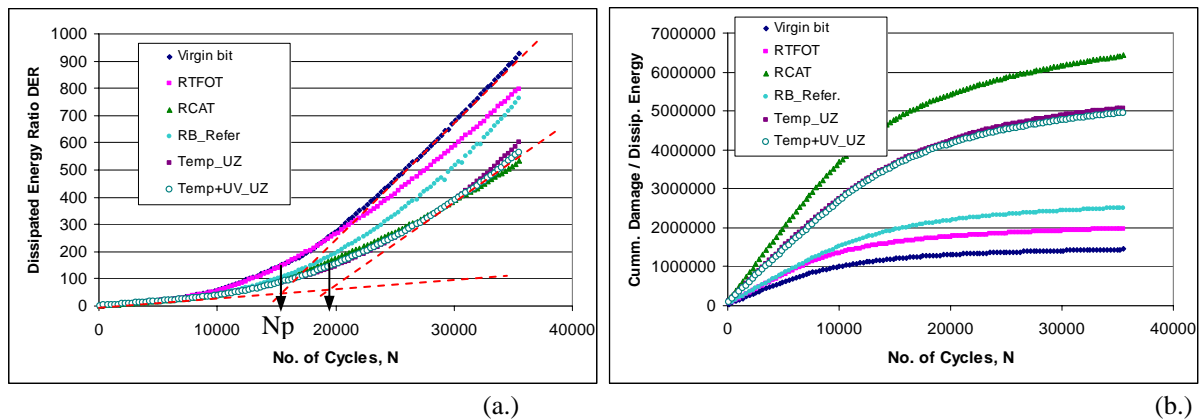 1000
900
800
700
600
500
400
300
200
100
0
Dissipated Energy Ratio DER
Virgin bit
RTFOT
RCAT
RB_Refer
Temp_UZ
Temp+UV_UZ
0
Np
20000
30000
40000
10000
No. of Cycles, N
(a.)
7000000
6000000
5000000
4000000
3000000
2000000
1000000
0
Cumm. Damage / Dissip. Energy
Virgin bit
RTFOT
RCAT
RB_Refer.
Temp_UZ
Temp+UV_UZ
0
10000
20000
30000
40000
No. of Cycles, N
(b.)